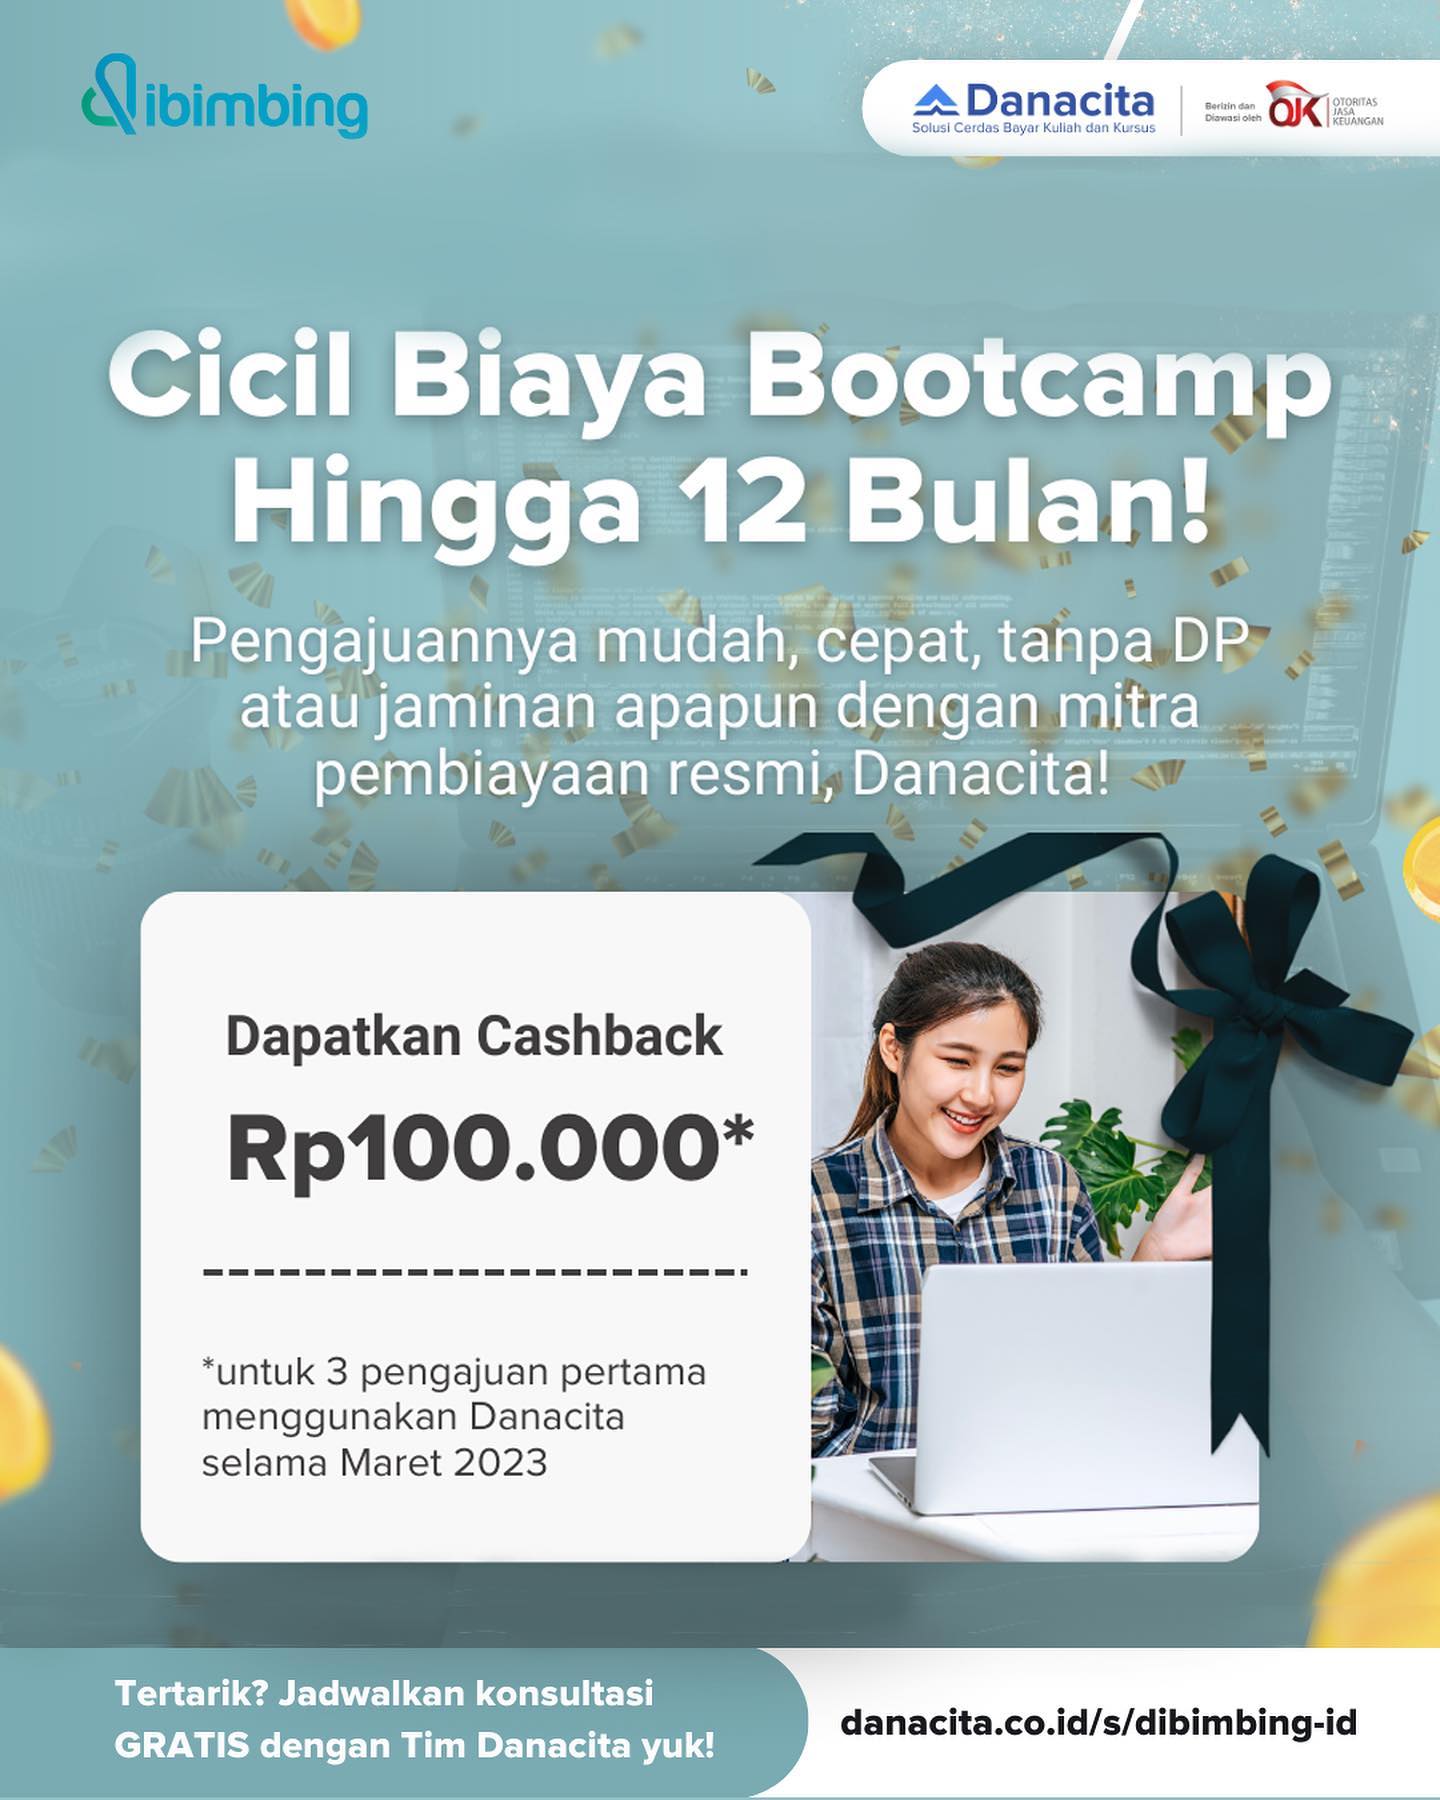 dibimbing
Danacita
Solusi Cerdas Bayar Kuliah dan Kursus
Berizin dan
Diawasi oleh
OJK
OTORITAS
JASA
KEUANGAN
Cicil Biaya Bootcamp
Hingga 12 Bulan!
Pengajuannya mudah, cepat, tanpa DP
atau jaminan apapun dengan mitra
pembiayaan resmi, Danacita!
Dapatkan Cashback
Rp100.000*
*untuk 3 pengajuan pertama
menggunakan Danacita
selama Maret 2023
Tertarik? Jadwalkan konsultasi
GRATIS dengan Tim Danacita yuk!
danacita.co.id/s/dibimbing-id